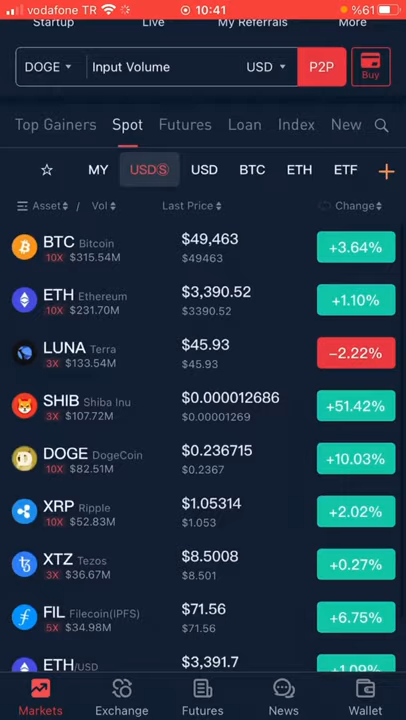 vodafone TR 10:41 %61
Startup Live My Referrals More
DOGE Input Volume USD P2P Buy
Top Gainers Spot Futures Loan Index New
MY USDⓈ USD BTC ETH ETF
Asset / Vol Last Price Change
BTC Bitcoin $49,463 +3.64%
10X $315.54M $49463
ETH Ethereum $3,390.52 +1.10%
10X $231.70M $3390.52
LUNA Terra $45.93 -2.22%
3X $133.54M $45.93
SHIB Shiba Inu $0.000012686 +51.42%
3X $107.72M $0.00001269
DOGE DogeCoin $0.236715 +10.03%
10X $82.51M $0.2367
XRP Ripple $1.05314 +2.02%
10X $52.83M $1.053
XTZ Tezos $8.5008 +0.27%
3X $36.67M $8.501
FIL Filecoin(IPFS) $71.56 +6.75%
5X $34.98M $71.56
ETH/USD $3,391.7 +1.09%
Markets Exchange Futures News Wallet